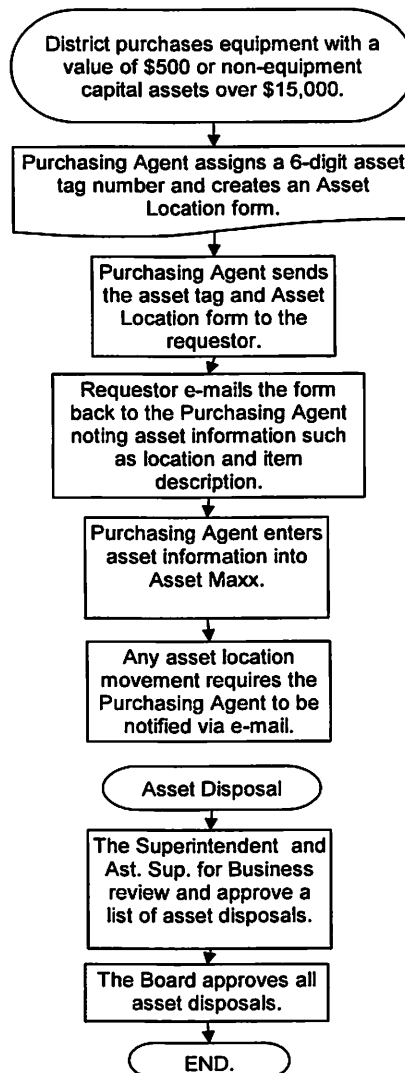 District purchases equipment with a
value of $500 or non-equipment
capital assets over $15,000.
Purchasing Agent assigns a 6-digit asset
tag number and creates an Asset
Location form.
Purchasing Agent sends
the asset tag and Asset
Location form to the
requestor.
Requestor e-mails the form
back to the Purchasing Agent
noting asset information such
as location and item
description.
Purchasing Agent enters
asset information into
Asset Maxx.
Any asset location
movement requires the
Purchasing Agent to be
notified via e-mail.
Asset Disposal
The Superintendent and
Ast. Sup. for Business
review and approve a
list of asset disposals.
The Board approves all
asset disposals.
END.